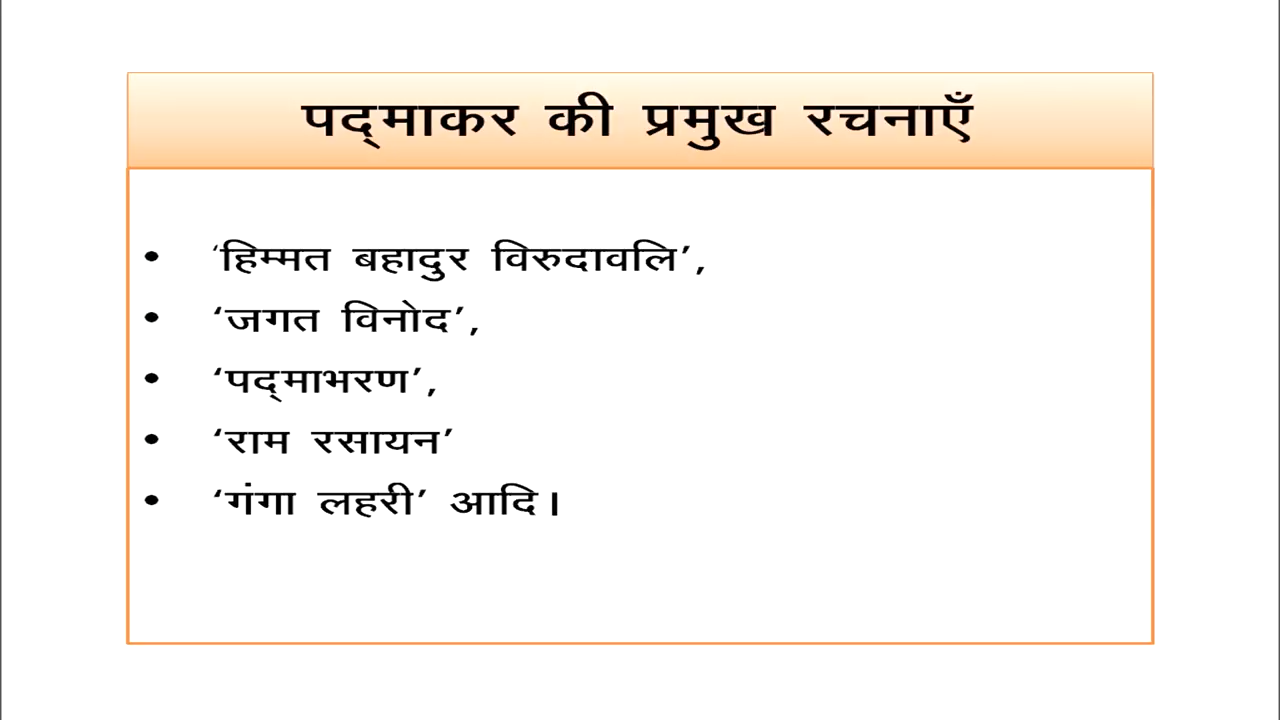 पद्‌माकर की प्रमुख रचनाएँ
• ‘हिम्मत बहादुर विरुदावलि’,
• ‘जगत विनोद’,
• ‘पद्‌माभरण’,
• ‘राम रसायन’
• ‘गंगा लहरी’ आदि।